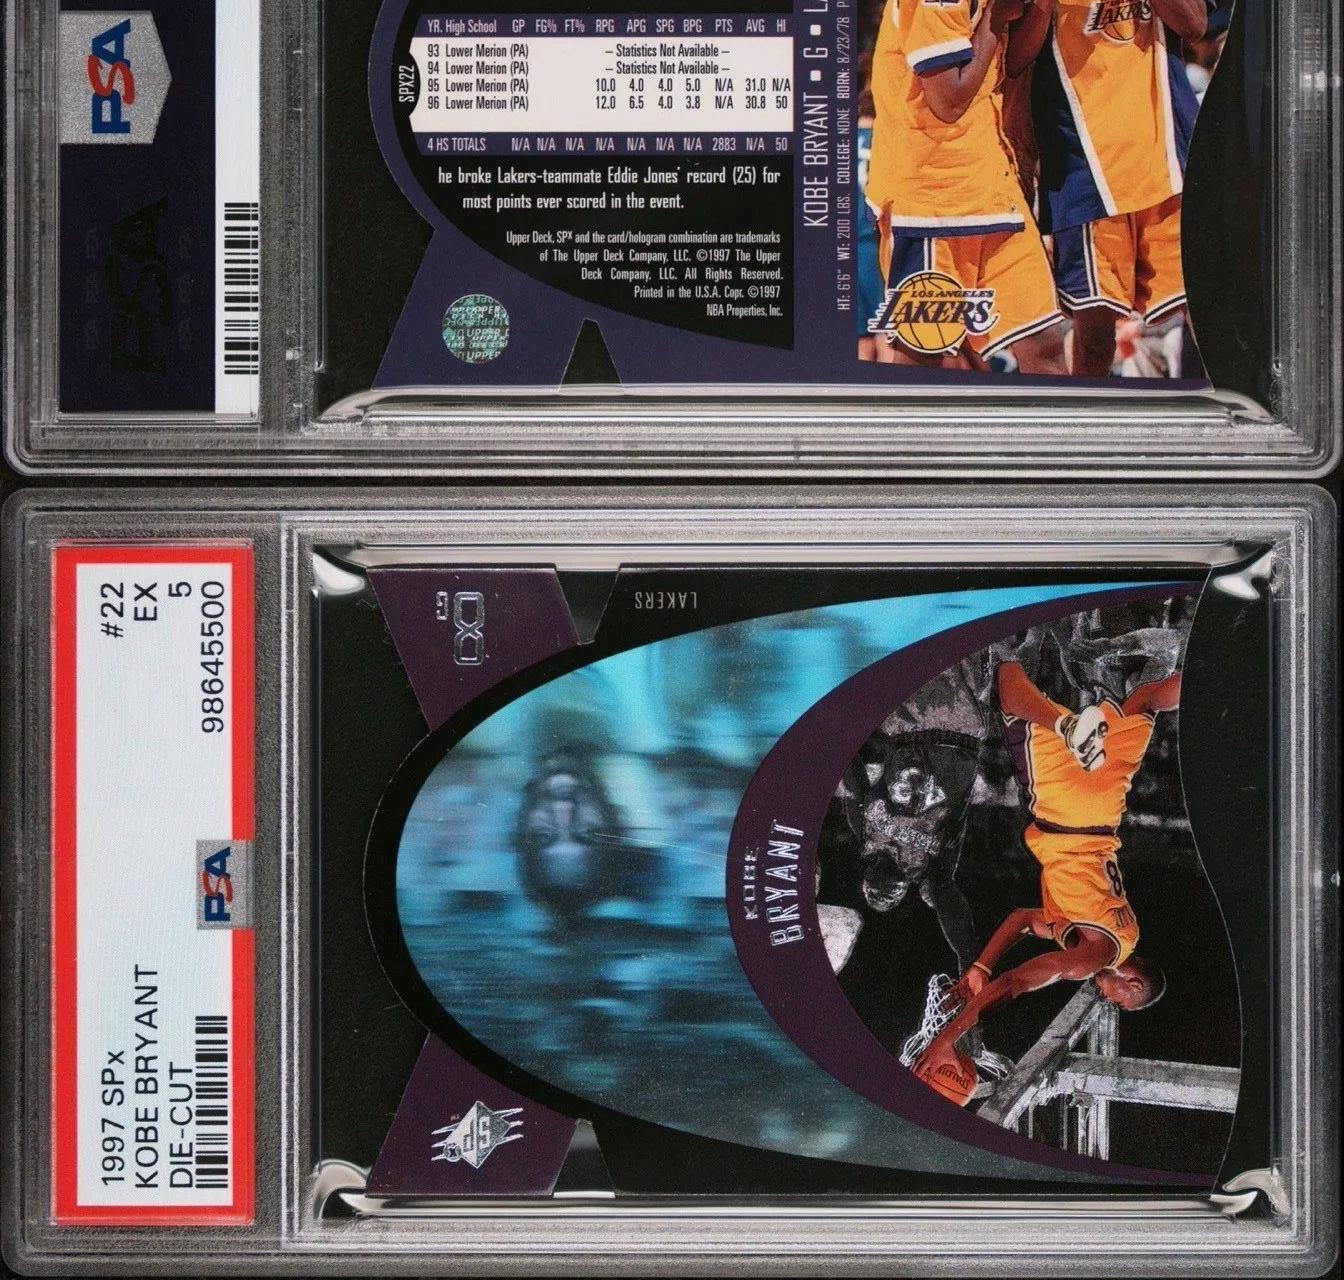 PSA
SPX22
YR. High School GP FG% FT% RPG APG SPG BPG PTS AVG HI
93 Lower Merion (PA) – Statistics Not Available –
94 Lower Merion (PA) – Statistics Not Available –
95 Lower Merion (PA) 10.0 4.0 4.0 5.0 N/A 31.0 N/A
96 Lower Merion (PA) 12.0 6.5 4.0 3.8 N/A 30.8 50
4 HS TOTALS N/A N/A N/A N/A N/A N/A N/A 2883 N/A 50
he broke Lakers-teammate Eddie Jones' record (25) for
most points ever scored in the event.
Upper Deck, SPx and the card/hologram combination are trademarks
of The Upper Deck Company, LLC. ©1997 The Upper
Deck Company, LLC. All Rights Reserved.
Printed in the U.S.A. Copr. ©1997
NBA Properties, Inc.
KOBE BRYANT • G •
HT: 6'6" WT: 200 LBS. COLLEGE: NONE BORN: 8/23/78
LAKERS
LOS ANGELES
LAKERS
1997 SPx #22
KOBE BRYANT EX
DIE-CUT 5
98645500
PSA
8
LAKERS
KOBE
BRYANT
8
SPx
SPALDING